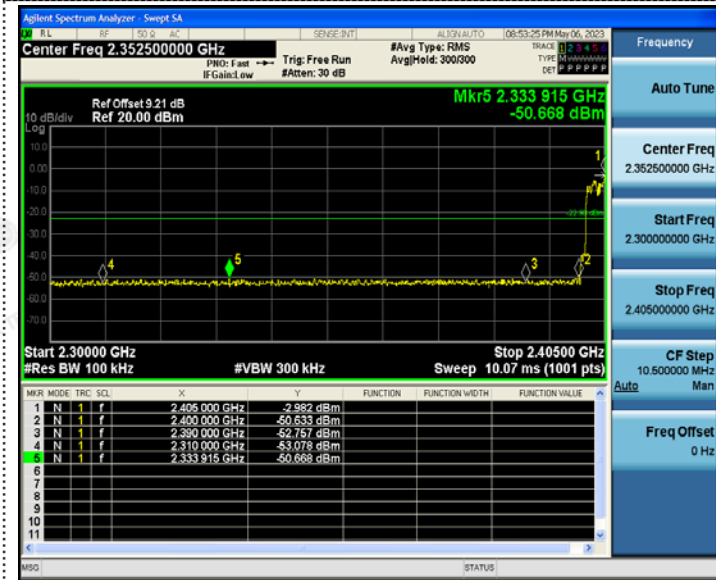 Agilent Spectrum Analyzer - Swept SA
RL RF 50 Ω AC SENSE:INT ALIGN AUTO 08:53:25 PM May 06, 2023
Center Freq 2.352500000 GHz
PNO: Fast
IFGain:Low
Trig: Free Run
#Atten: 30 dB
#Avg Type: RMS
Avg|Hold: 300/300
TRACE 1 2 3 4 5 6
TYPE M
DET P P P P P P
Frequency
Ref Offset 9.21 dB
Ref 20.00 dBm
10 dB/div
Log
Mkr5 2.333 915 GHz
-50.668 dBm
10.0
0.00
-10.0
-20.0
-30.0
-40.0
-50.0
-60.0
-70.0
1
4
5
3
2
Start 2.30000 GHz
Stop 2.40500 GHz
#Res BW 100 kHz
#VBW 300 kHz
Sweep 10.07 ms (1001 pts)
MKR MODE TRC SCL X Y FUNCTION FUNCTION WIDTH FUNCTION VALUE
1 N 1 f 2.405 000 GHz -2.982 dBm
2 N 1 f 2.400 000 GHz -50.633 dBm
3 N 1 f 2.390 000 GHz -52.757 dBm
4 N 1 f 2.310 000 GHz -53.078 dBm
5 N 1 f 2.333 915 GHz -50.668 dBm
6
7
8
9
10
11
MSG
STATUS
Auto Tune
Center Freq
2.352500000 GHz
Start Freq
2.300000000 GHz
Stop Freq
2.405000000 GHz
CF Step
10.500000 MHz
Auto Man
Freq Offset
0 Hz